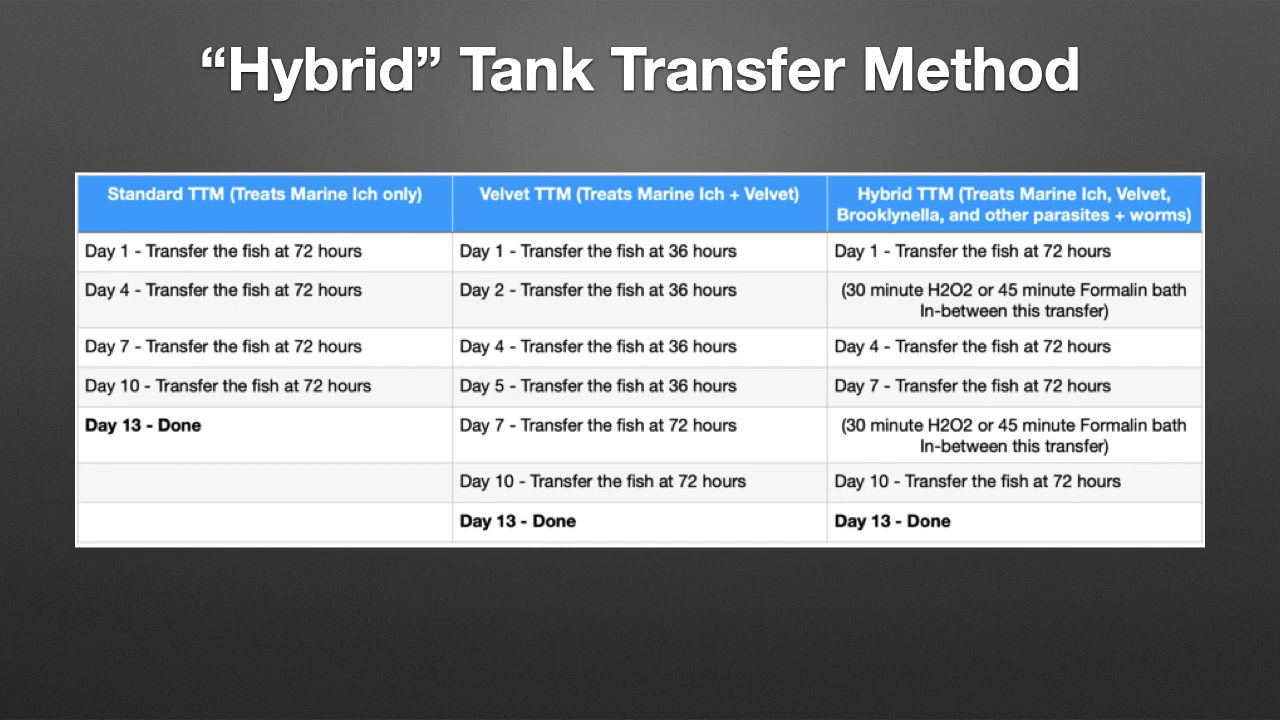 “Hybrid” Tank Transfer Method
Standard TTM (Treats Marine Ich only)
Velvet TTM (Treats Marine Ich + Velvet)
Hybrid TTM (Treats Marine Ich, Velvet,
Brooklynella, and other parasites + worms)
Day 1 - Transfer the fish at 72 hours
Day 1 - Transfer the fish at 36 hours
Day 1 - Transfer the fish at 72 hours
Day 4 - Transfer the fish at 72 hours
Day 2 - Transfer the fish at 36 hours
(30 minute H2O2 or 45 minute Formalin bath
In-between this transfer)
Day 7 - Transfer the fish at 72 hours
Day 4 - Transfer the fish at 36 hours
Day 4 - Transfer the fish at 72 hours
Day 10 - Transfer the fish at 72 hours
Day 5 - Transfer the fish at 36 hours
Day 7 - Transfer the fish at 72 hours
Day 13 - Done
Day 7 - Transfer the fish at 72 hours
(30 minute H2O2 or 45 minute Formalin bath
In-between this transfer)
Day 10 - Transfer the fish at 72 hours
Day 10 - Transfer the fish at 72 hours
Day 13 - Done
Day 13 - Done